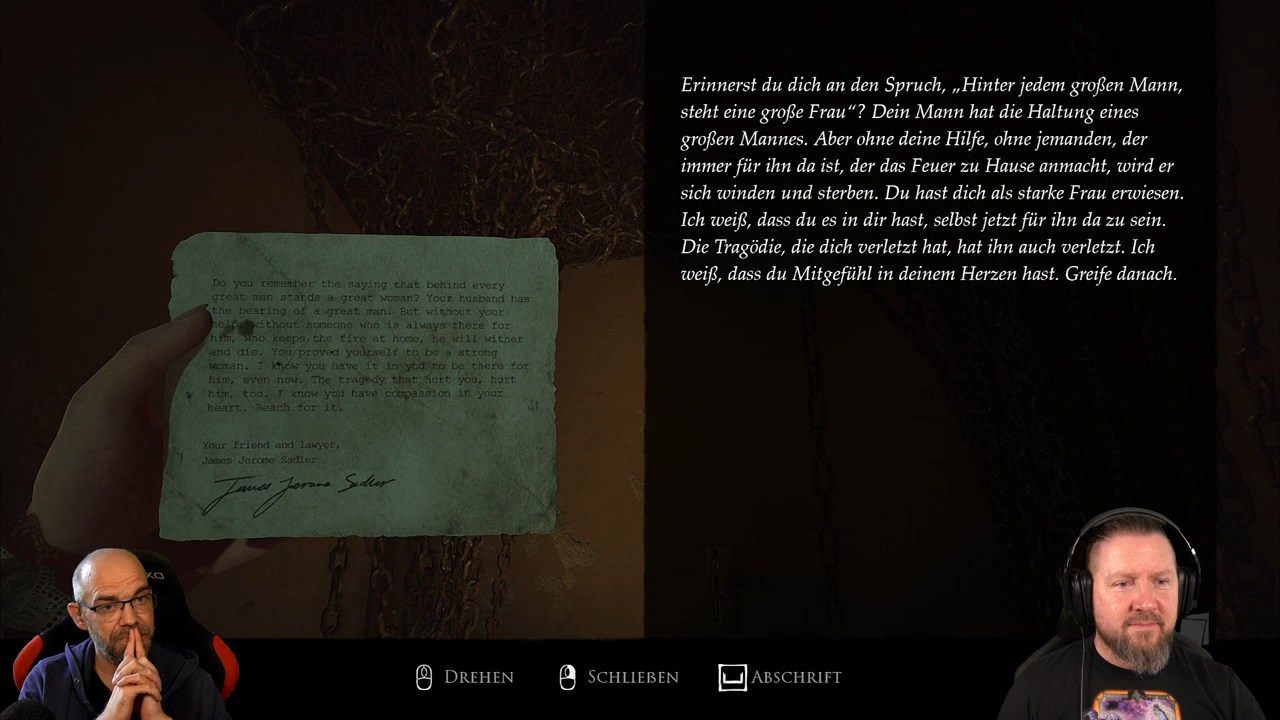 Erinnerst du dich an den Spruch, „Hinter jedem großen Mann,
steht eine große Frau“? Dein Mann hat die Haltung eines
großen Mannes. Aber ohne deine Hilfe, ohne jemanden, der
immer für ihn da ist, der das Feuer zu Hause anmacht, wird er
sich winden und sterben. Du hast dich als starke Frau erwiesen.
Ich weiß, dass du es in dir hast, selbst jetzt für ihn da zu sein.
Die Tragödie, die dich verletzt hat, hat ihn auch verletzt. Ich
weiß, dass du Mitgefühl in deinem Herzen hast. Greife danach.
Do you remember the saying that behind every
great man stands a great woman? Your husband has
the bearing of a great man. But without your
help, without someone who is always there for
him, who keeps the fire at home, he will wither
and die. You proved yourself to be a strong
woman. I know you have it in you to be there for
him, even now. The tragedy that hurt you, hurt
him, too. I know you have compassion in your
heart. Reach for it.
Your friend and lawyer,
James Jerome Sadler
James Jerome Sadler
DREHEN
SCHLIEßEN
ABSCHRIFT